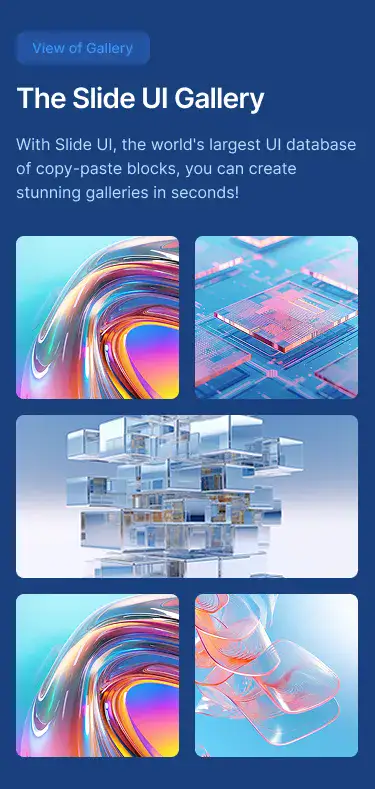 View of Gallery
The Slide UI Gallery
With Slide UI, the world's largest UI database
of copy-paste blocks, you can create
stunning galleries in seconds!